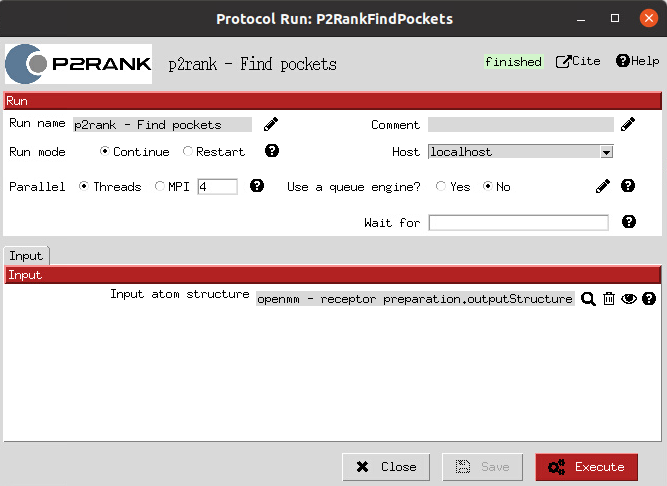 Protocol Run: P2RankFindPockets
P2RANK p2rank - Find pockets finished Cite Help
Run
Run name p2rank - Find pockets Comment
Run mode Continue Restart Host localhost
Parallel Threads MPI 4 Use a queue engine? Yes No
Wait for
Input
Input
Input atom structure openmm - receptor preparation.outputStructure
Close Save Execute